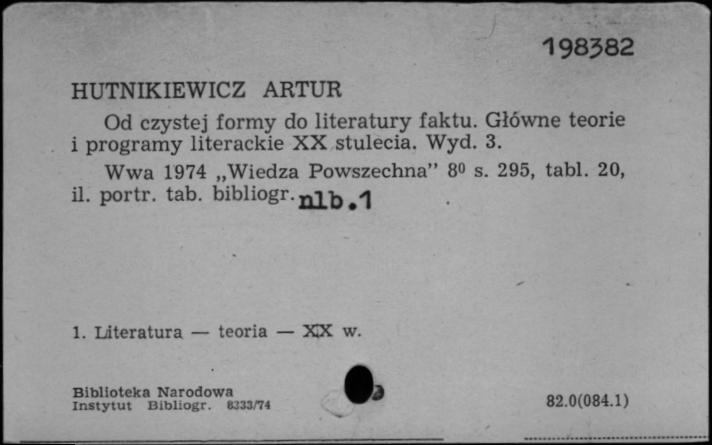 198382
HUTNIKIEWICZ ARTUR
Od czystej formy do literatury faktu. Główne teorie
i programy literackie XX stulecia. Wyd. 3.
Wwa 1974 „Wiedza Powszechna” 8⁰ s. 295, tabl. 20,
il. portr. tab. bibliogr. nlb.1
1. Literatura — teoria — XX w.
Biblioteka Narodowa
Instytut Bibliogr. 8333/74
82.0(084.1)